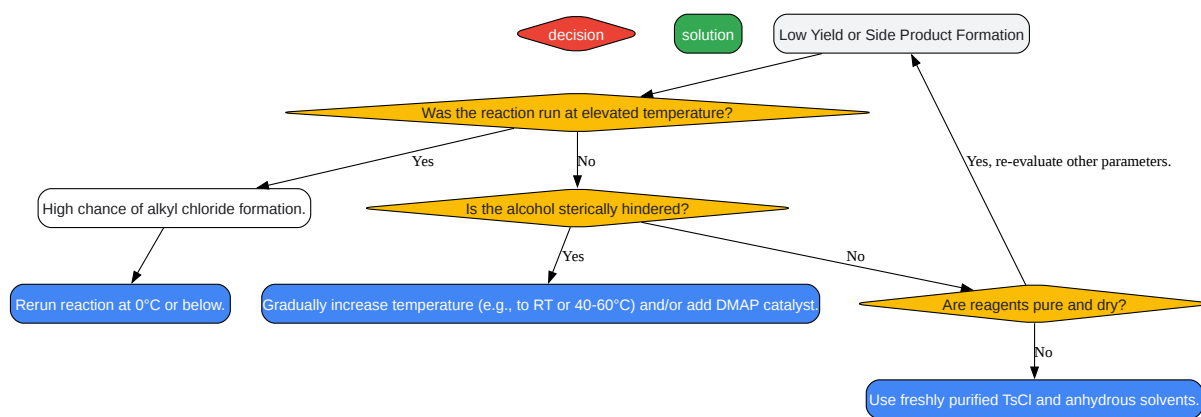 decision
solution
Low Yield or Side Product Formation
Was the reaction run at elevated temperature?
Yes
No
Yes, re-evaluate other parameters.
High chance of alkyl chloride formation.
Is the alcohol sterically hindered?
Yes
No
Rerun reaction at 0°C or below.
Gradually increase temperature (e.g., to RT or 40-60°C) and/or add DMAP catalyst.
Are reagents pure and dry?
No
Use freshly purified TsCl and anhydrous solvents.